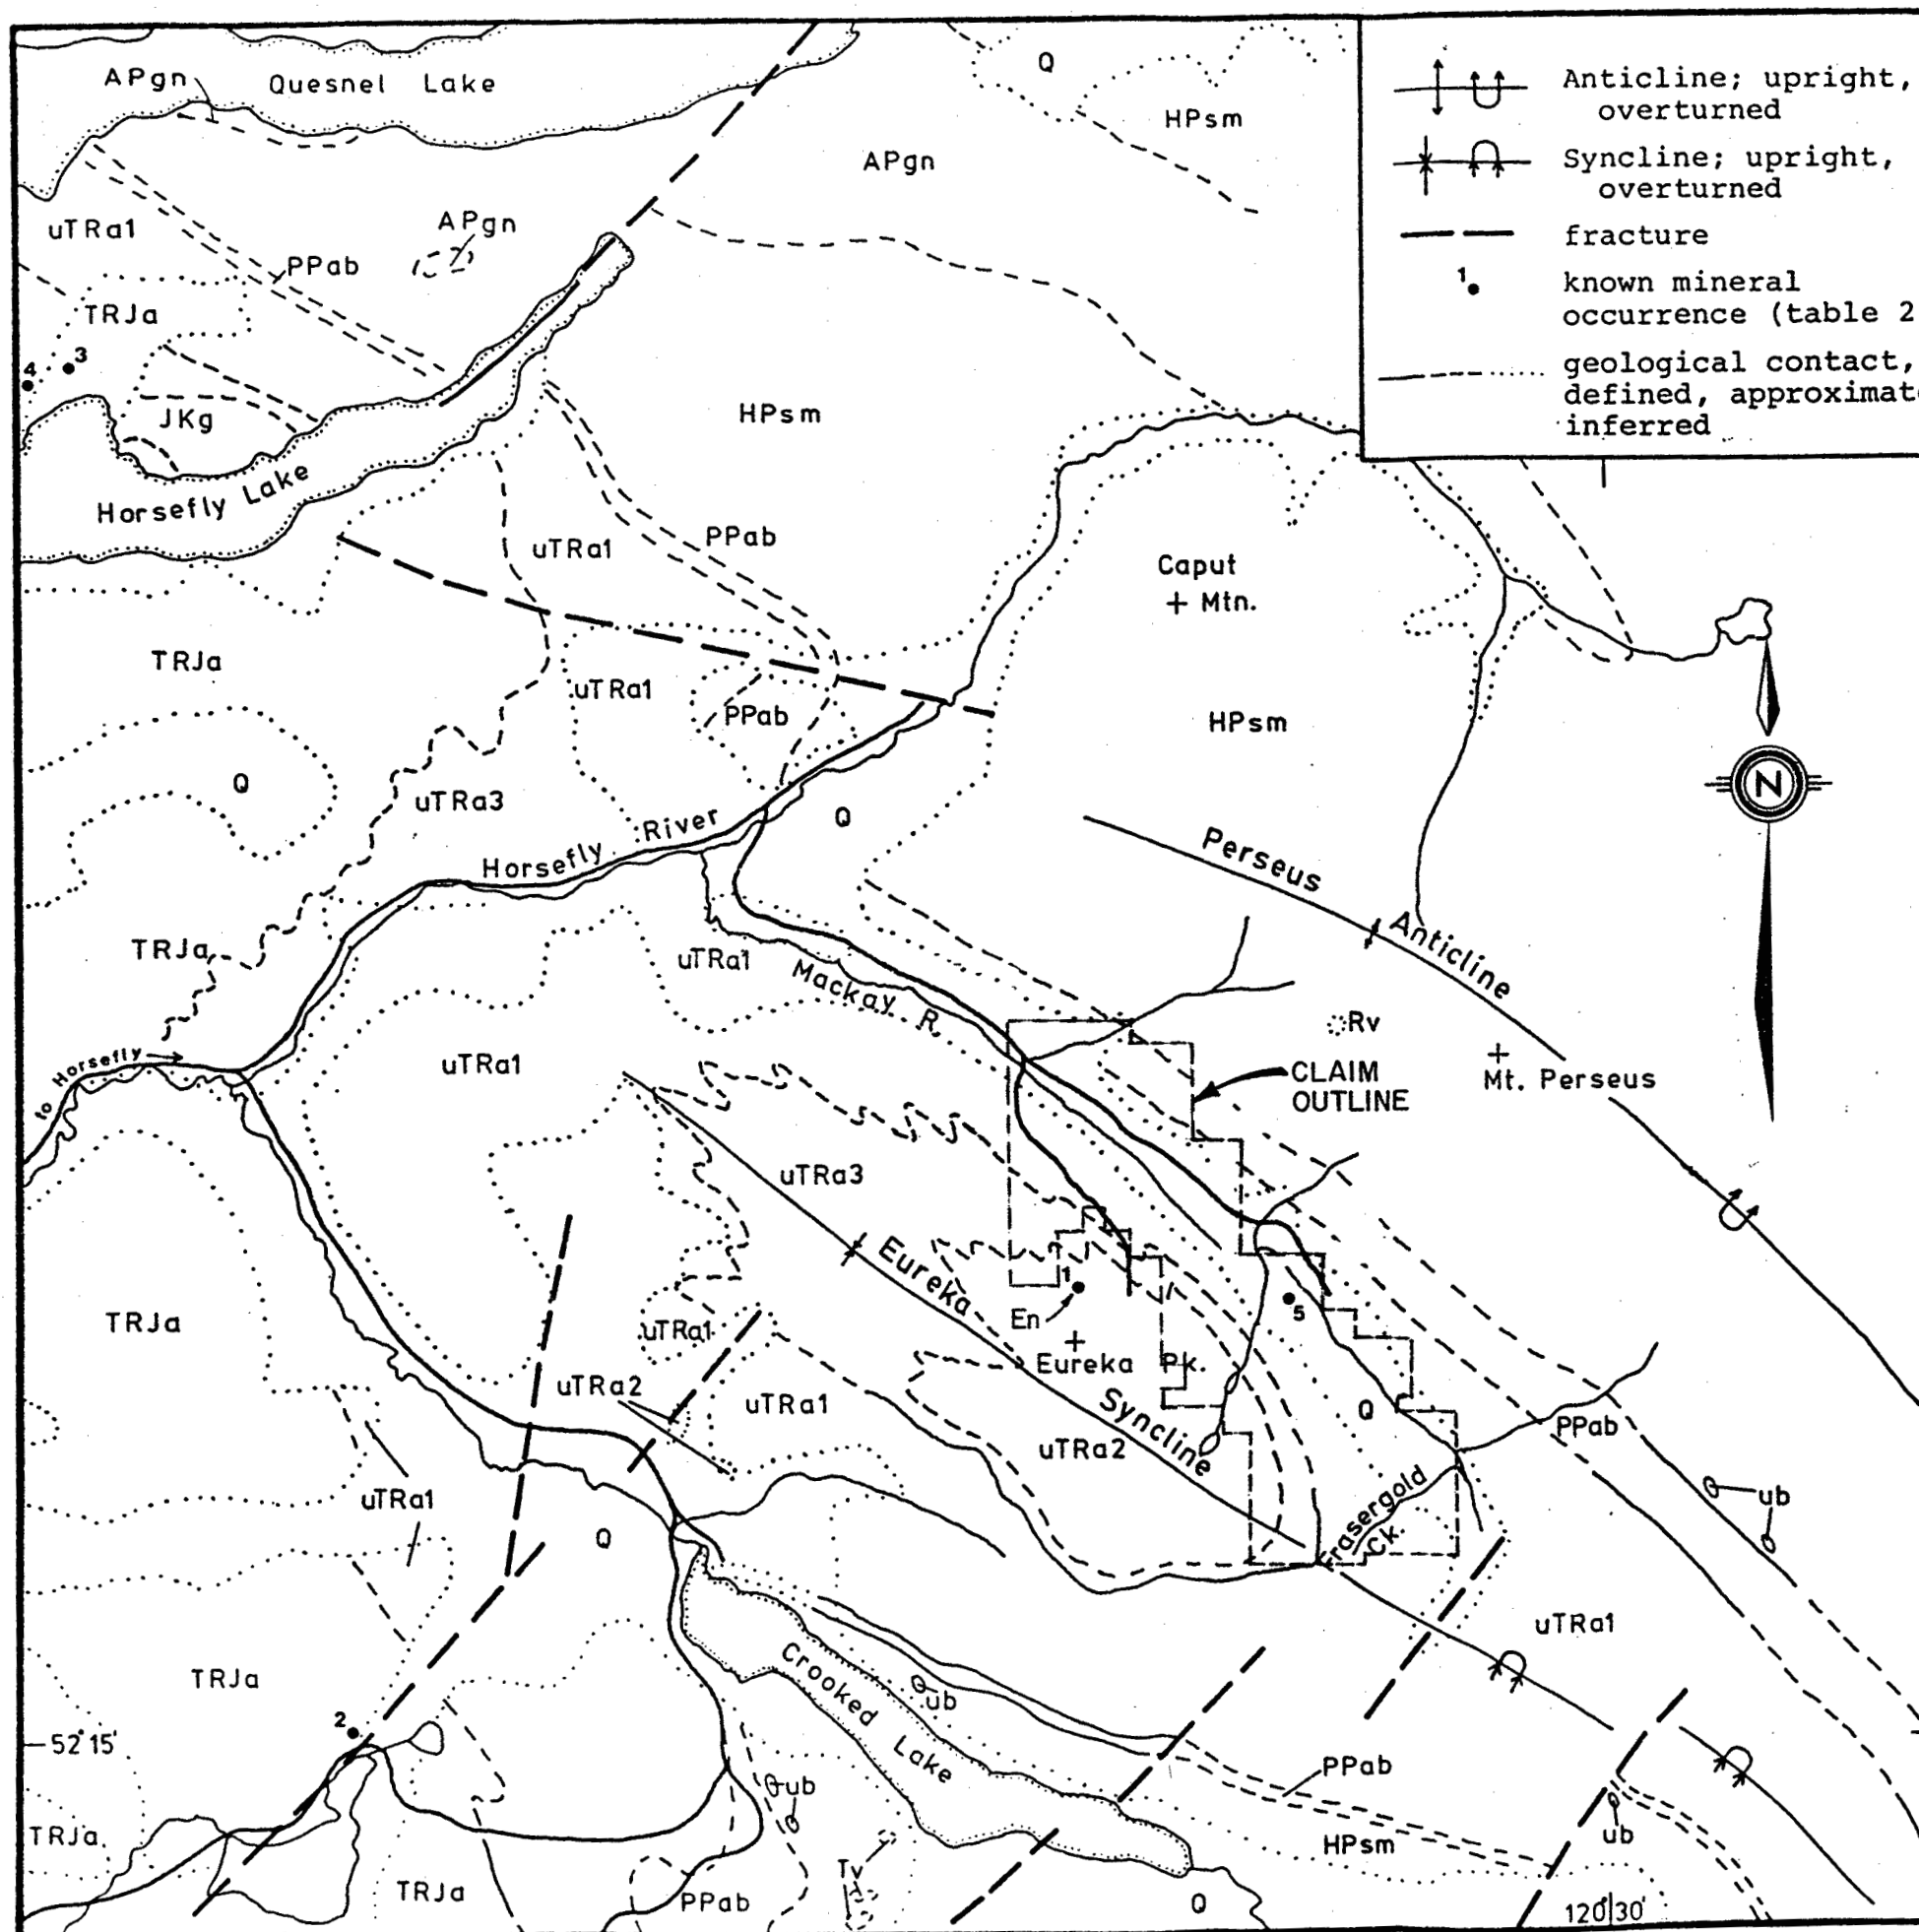 APgn
Quesnel Lake
Q
HPsm
APgn
Anticline; upright,
overturned
Syncline; upright,
overturned
fracture
1
known mineral
occurrence (table 2
geological contact,
defined, approximate
inferred
uTRa1
APgn
PPab
TRJa
3
4
JKg
HPsm
Horsefly Lake
uTRa1
PPab
Caput
+ Mtn.
TRJa
uTRa1
PPab
HPsm
N
Q
uTRa3
Q
Horsefly River
Perseus Anticline
TRJa
uTRa1
Mackay R.
Rv
+
Mt. Perseus
to Horsefly
uTRa1
CLAIM
OUTLINE
uTRa3
Eureka Syncline
1
En
5
TRJa
uTRa1
+
Eureka Pk.
uTRa2
uTRa1
Q
PPab
uTRa2
uTRa1
Frasergold
Ck.
ub
Q
uTRa1
TRJa
Crooked Lake
ub
2
52°15'
PPab
ub
ub
TRJa
HPsm
Tv
TRJa
PPab
Q
120°30'